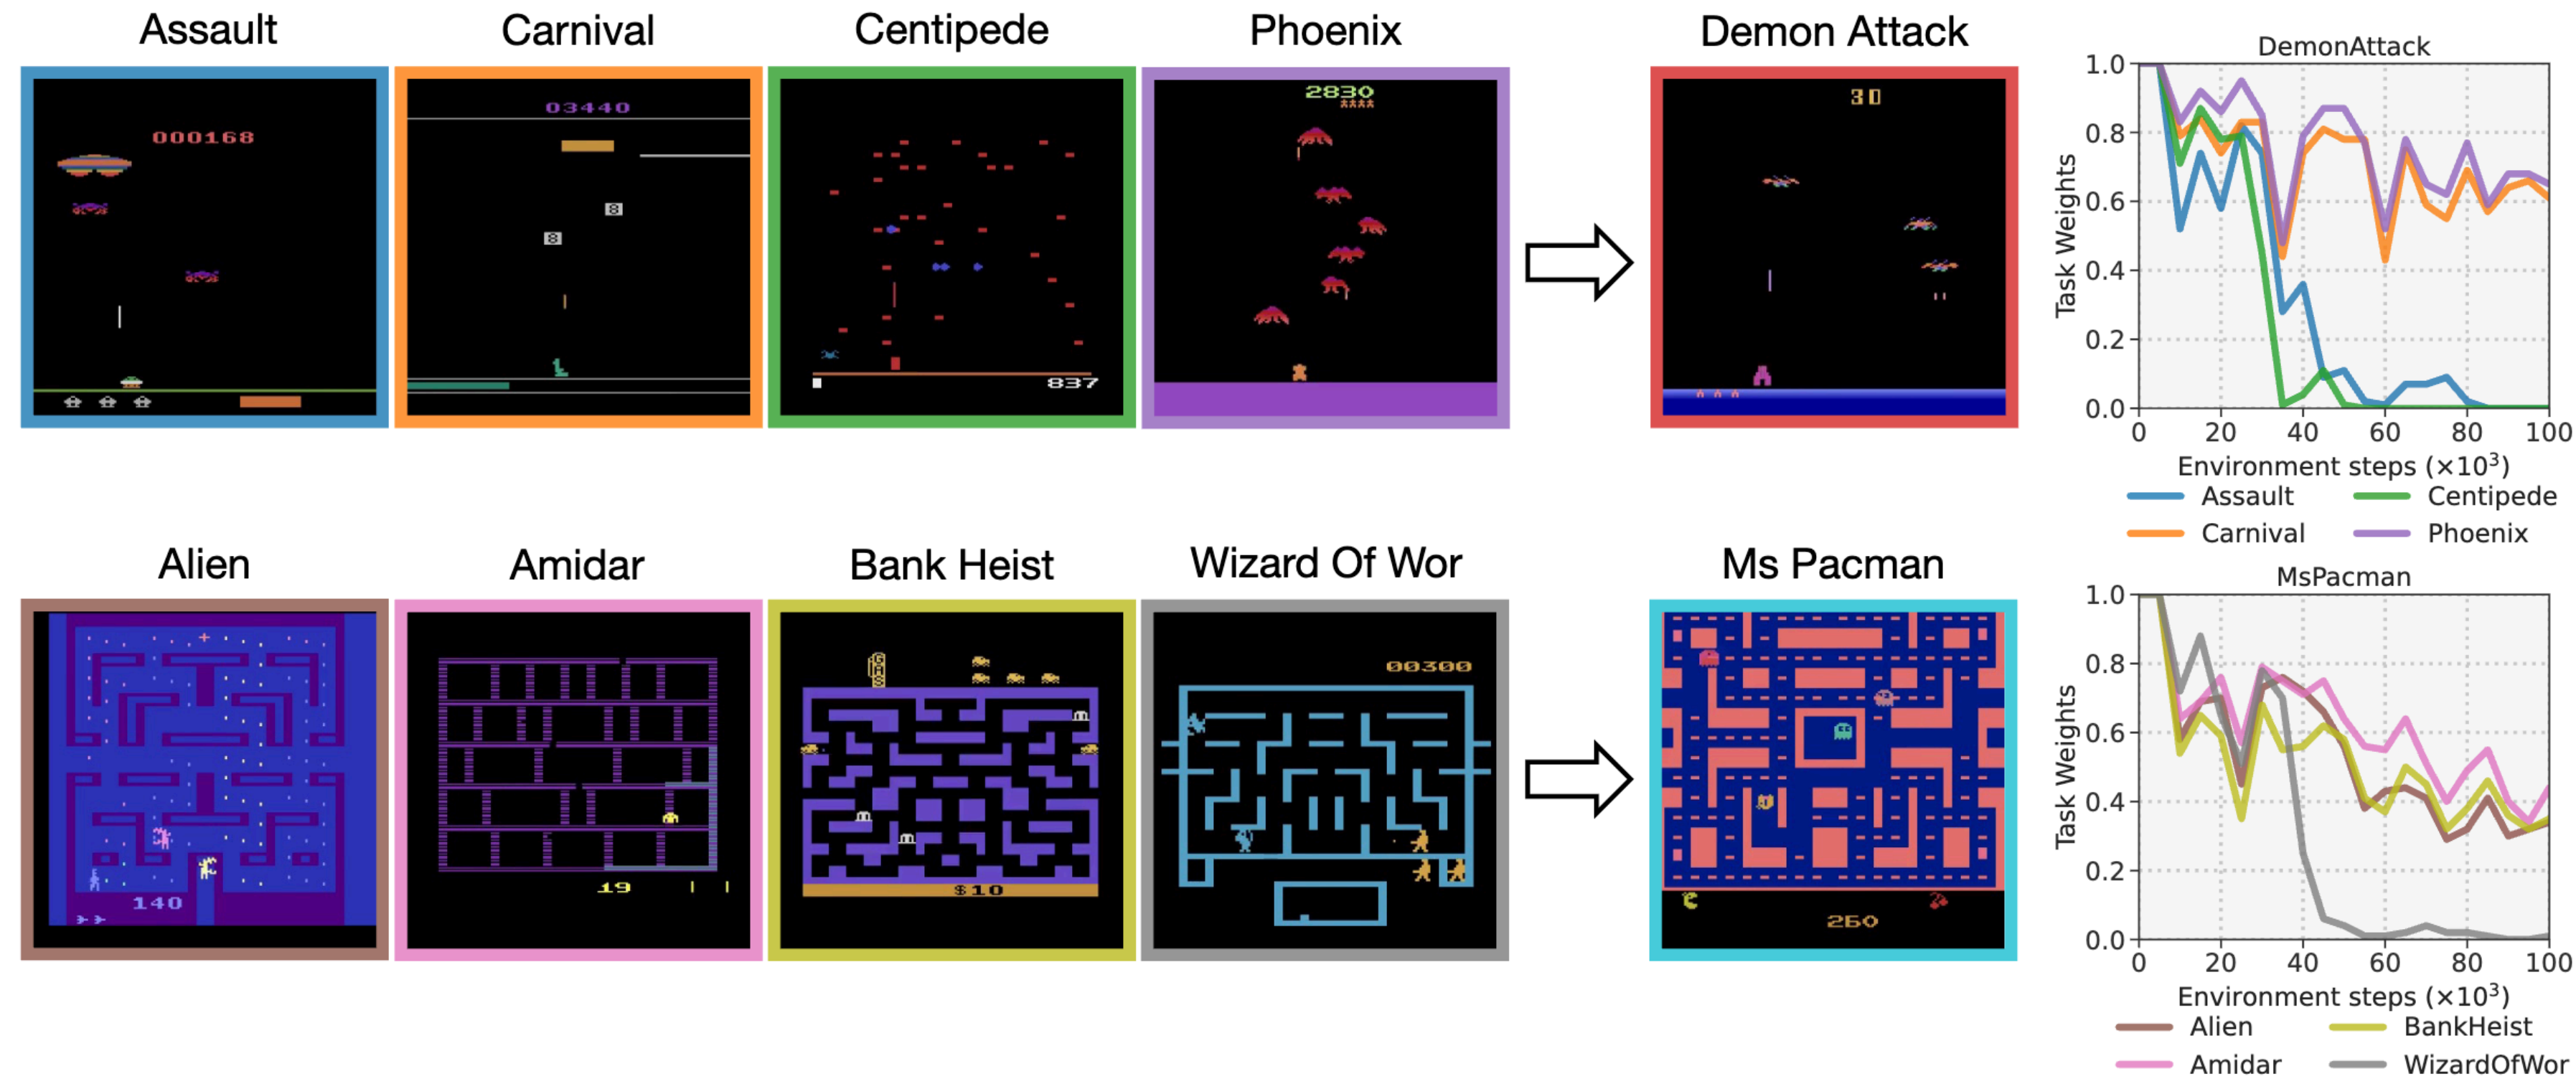 Assault
Carnival
Centipede
Phoenix
Demon Attack
000168
03440
837
2830
30
DemonAttack
Task Weights
1.0
0.8
0.6
0.4
0.2
0.0
0 20 40 60 80 100
Environment steps (×10³)
Assault Centipede
Carnival Phoenix
Alien
Amidar
Bank Heist
Wizard Of Wor
Ms Pacman
140
19
GAS
$10
00300
260
MsPacman
Task Weights
1.0
0.8
0.6
0.4
0.2
0.0
0 20 40 60 80 100
Environment steps (×10³)
Alien BankHeist
Amidar WizardOfWor